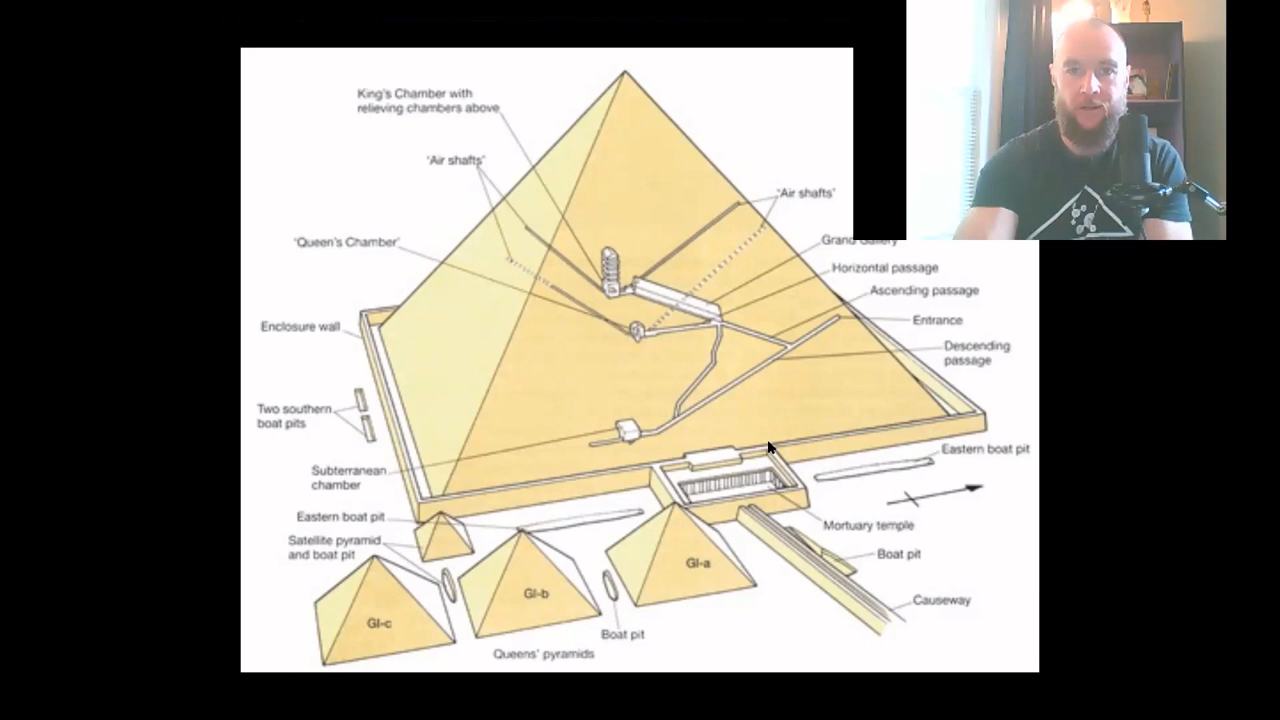 King's Chamber with
relieving chambers above
'Air shafts'
'Air shafts'
'Queen's Chamber'
Grand Gallery
Horizontal passage
Ascending passage
Enclosure wall
Entrance
Descending
passage
Two southern
boat pits
Eastern boat pit
Subterranean
chamber
Eastern boat pit
Mortuary temple
Satellite pyramid
and boat pit
Boat pit
GI-a
GI-b
Causeway
GI-c
Boat pit
Queens' pyramids